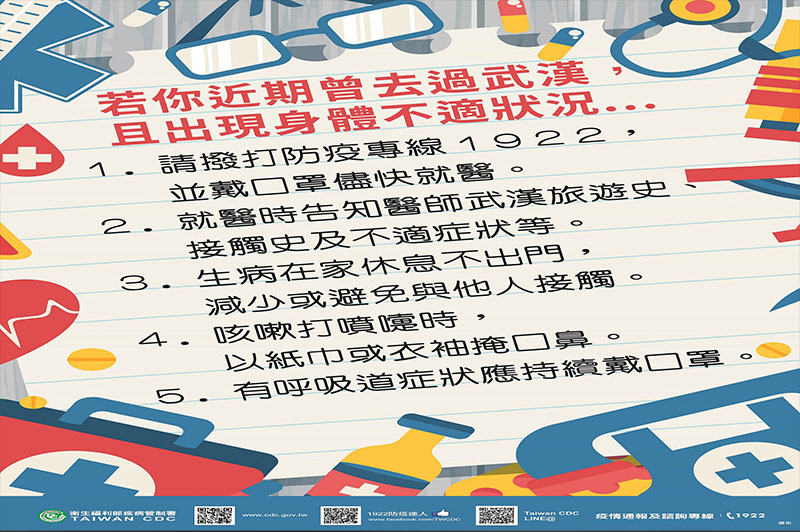 若你近期曾去過武漢，
且出現身體不適狀況...
1. 請撥打防疫專線1922，
並戴口罩儘快就醫。
2. 就醫時告知醫師武漢旅遊史、
接觸史及不適症狀等。
3. 生病在家休息不出門，
減少或避免與他人接觸。
4. 咳嗽打噴嚏時，
以紙巾或衣袖掩口鼻。
5. 有呼吸道症狀應持續戴口罩。
衛生福利部疾病管制署
TAIWAN CDC
www.cdc.gov.tw
1922防疫達人
www.facebook.com/TWCDC
Taiwan CDC
LINE@
疫情通報及諮詢專線：1922
廣告